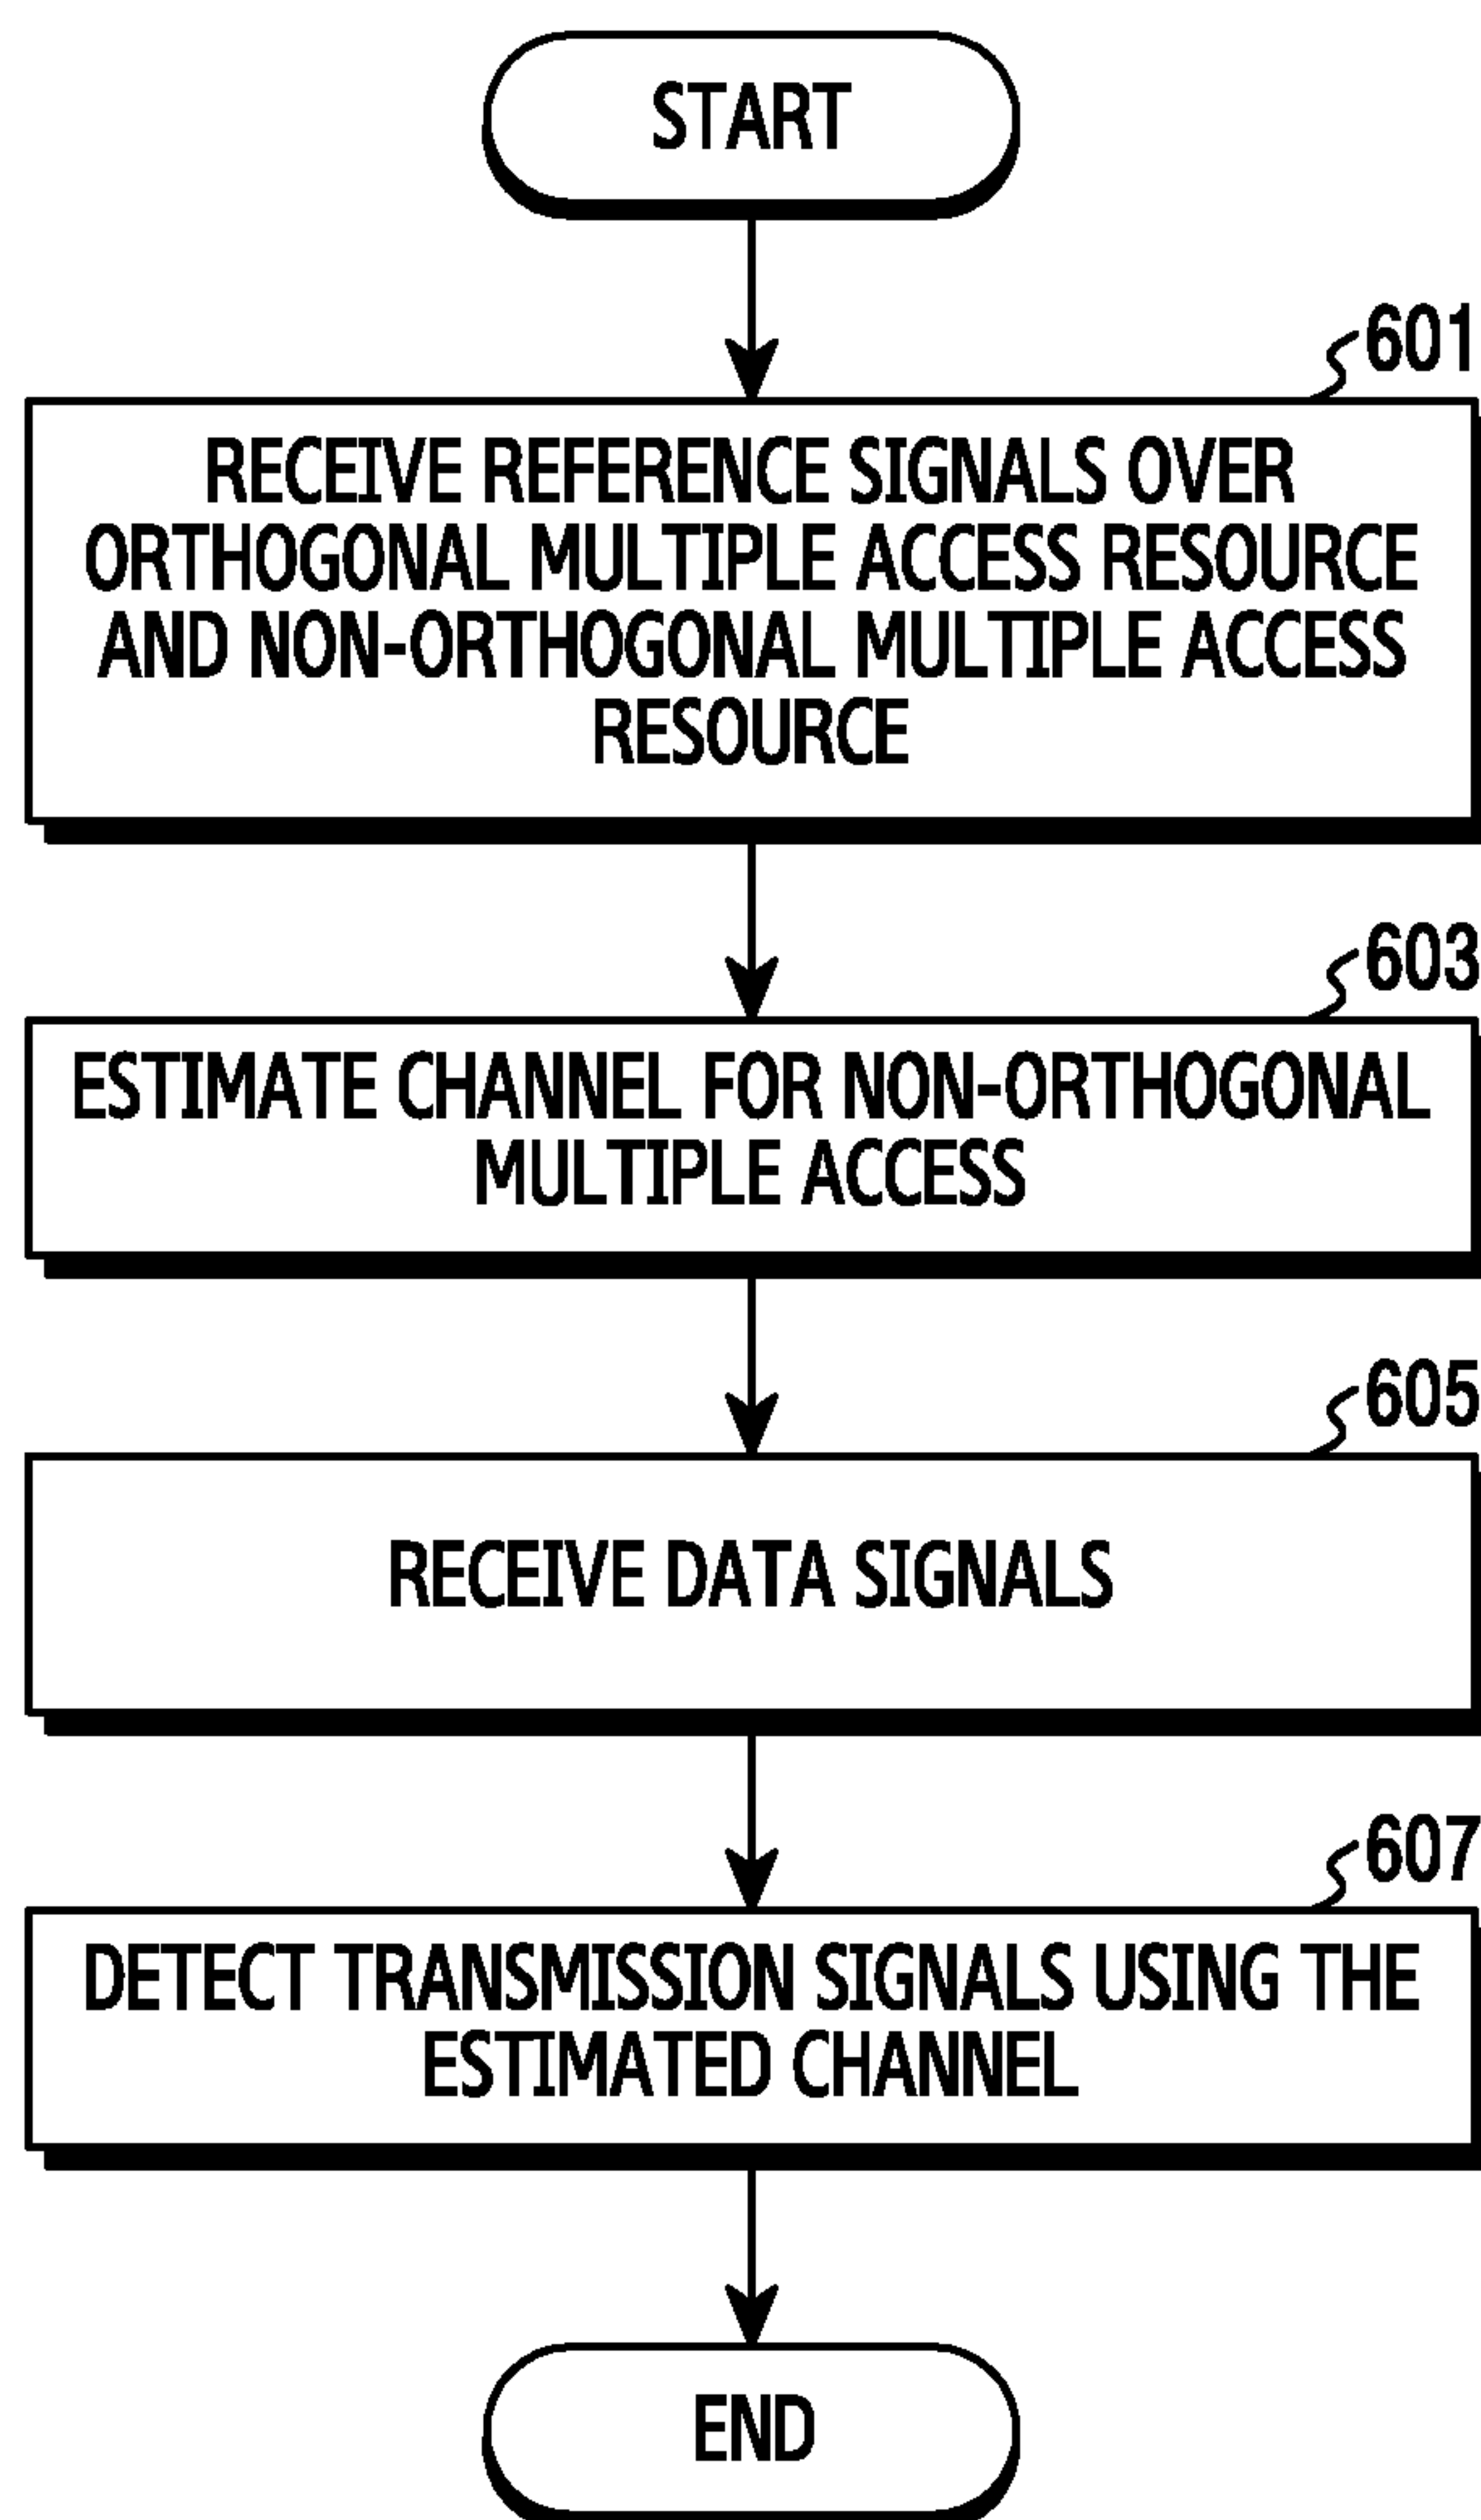 START
601
RECEIVE REFERENCE SIGNALS OVER
ORTHOGONAL MULTIPLE ACCESS RESOURCE
AND NON-ORTHOGONAL MULTIPLE ACCESS
RESOURCE
603
ESTIMATE CHANNEL FOR NON-ORTHOGONAL
MULTIPLE ACCESS
605
RECEIVE DATA SIGNALS
607
DETECT TRANSMISSION SIGNALS USING THE
ESTIMATED CHANNEL
END